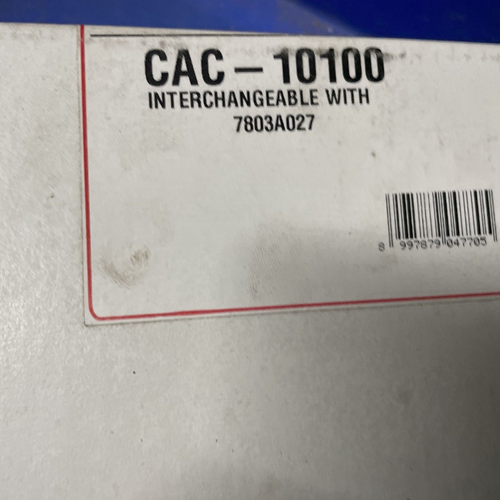 CAC – 10100
INTERCHANGEABLE WITH
7803A027
8 997879 047705